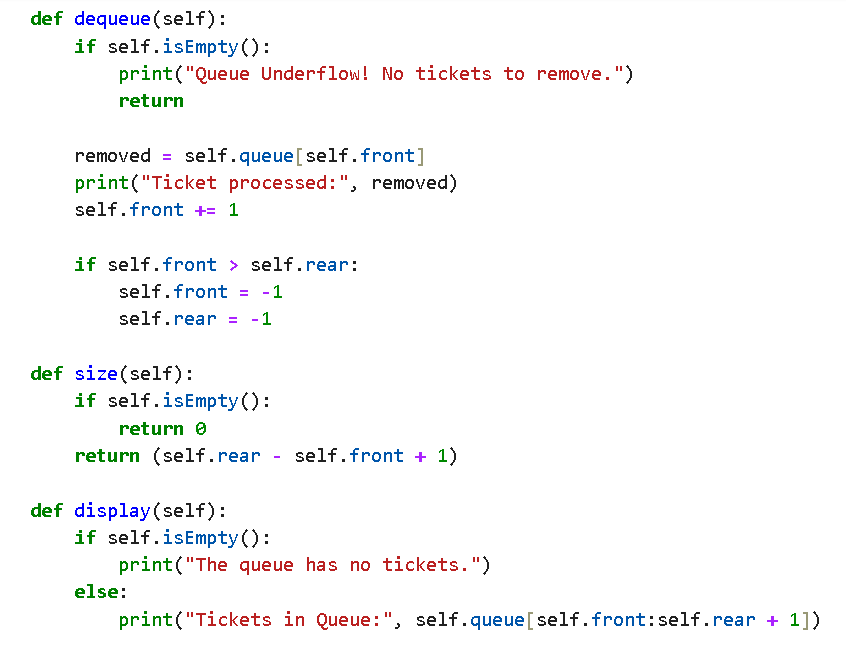 def dequeue(self):
    if self.isEmpty():
        print("Queue Underflow! No tickets to remove.")
        return

    removed = self.queue[self.front]
    print("Ticket processed:", removed)
    self.front += 1

    if self.front > self.rear:
        self.front = -1
        self.rear = -1

def size(self):
    if self.isEmpty():
        return 0
    return (self.rear - self.front + 1)

def display(self):
    if self.isEmpty():
        print("The queue has no tickets.")
    else:
        print("Tickets in Queue:", self.queue[self.front:self.rear + 1])